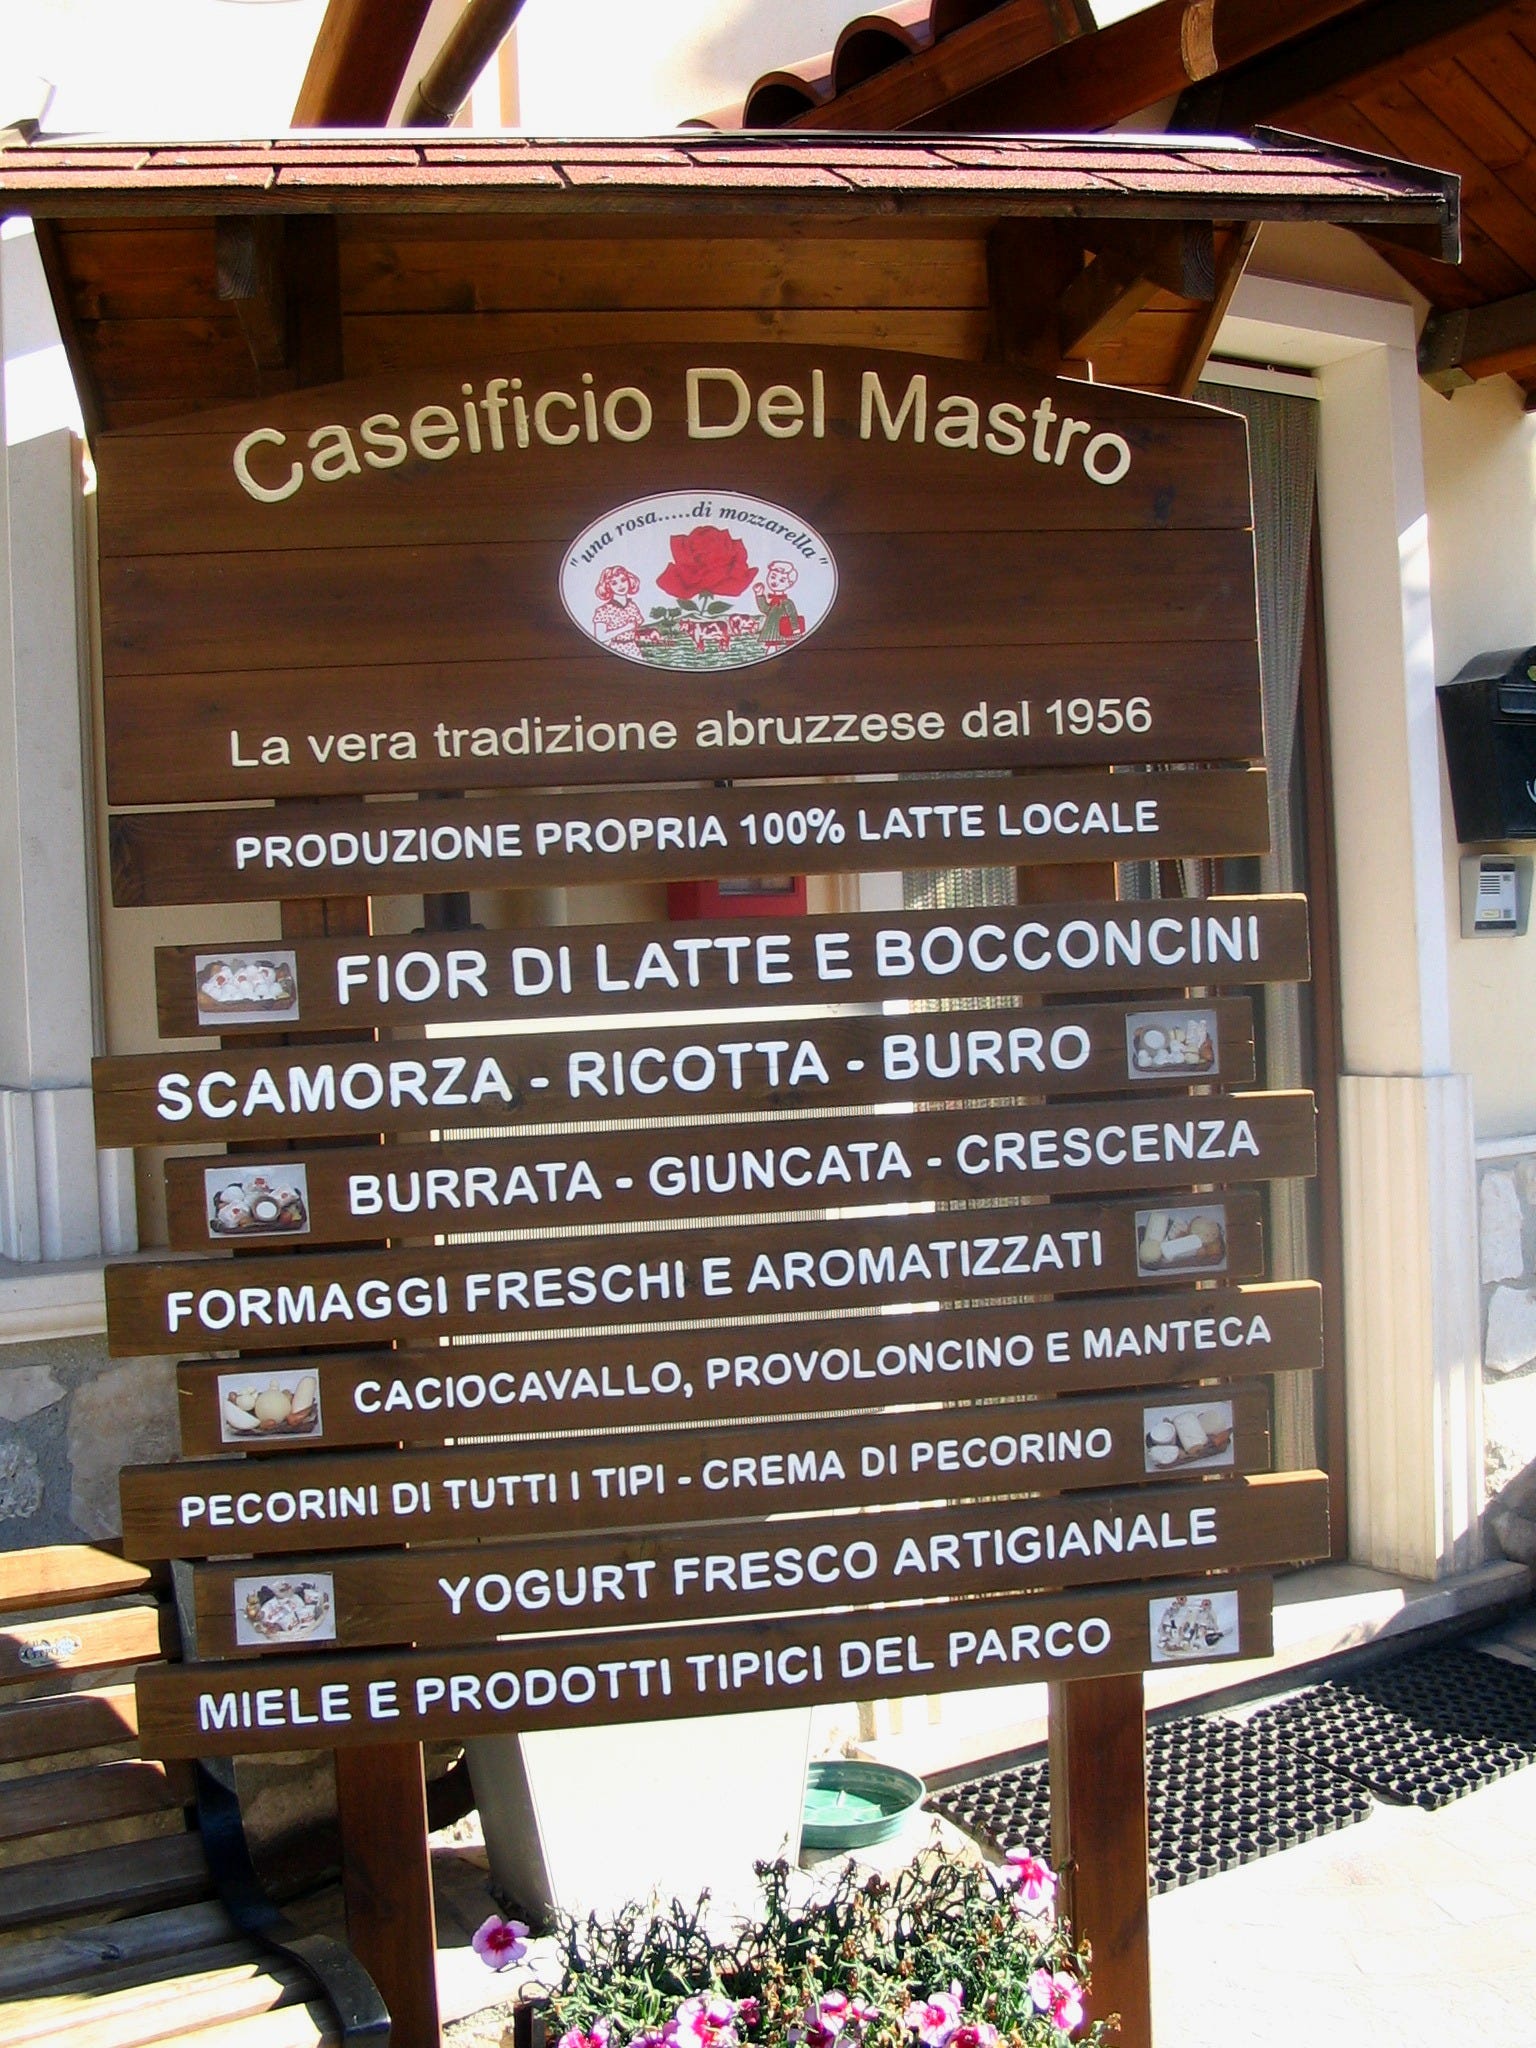 Caseificio Del Mastro
"una rosa.....di mozzarella"
La vera tradizione abruzzese dal 1956
PRODUZIONE PROPRIA 100% LATTE LOCALE
FIOR DI LATTE E BOCCONCINI
SCAMORZA - RICOTTA - BURRO
BURRATA - GIUNCATA - CRESCENZA
FORMAGGI FRESCHI E AROMATIZZATI
CACIOCAVALLO, PROVOLONCINO E MANTECA
PECORINI DI TUTTI I TIPI - CREMA DI PECORINO
YOGURT FRESCO ARTIGIANALE
MIELE E PRODOTTI TIPICI DEL PARCO